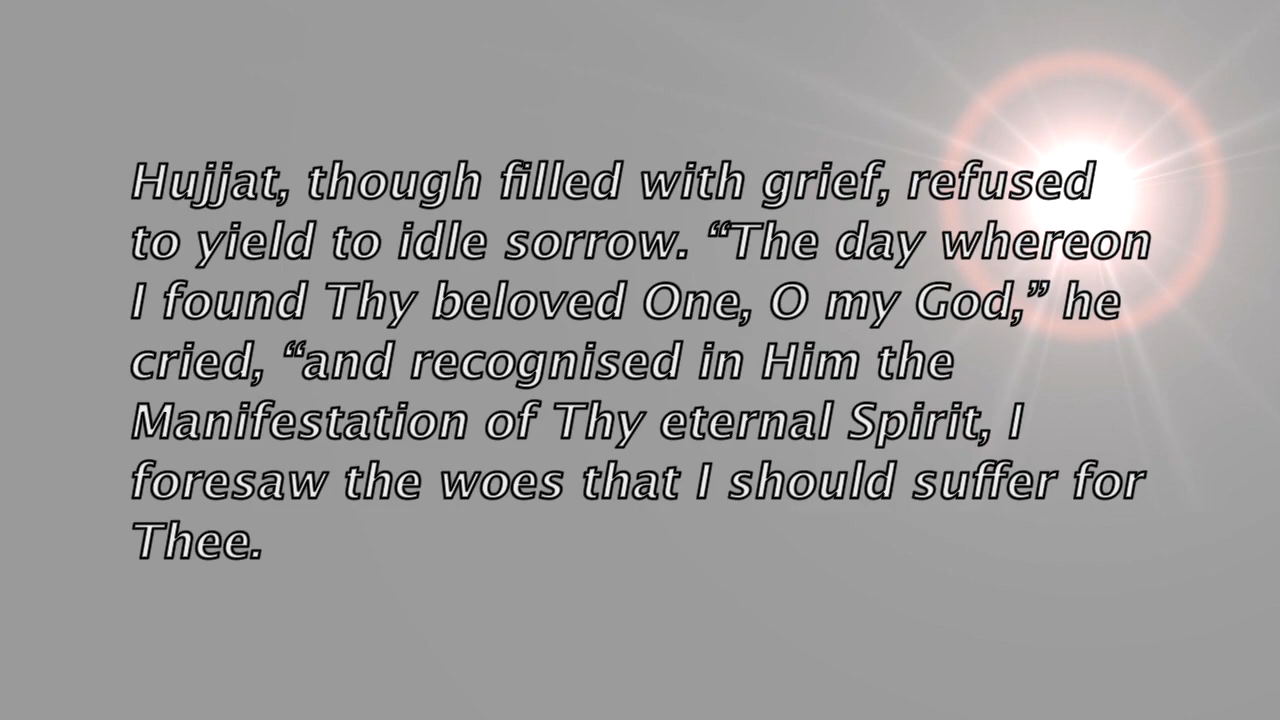 Hujjat, though filled with grief, refused
to yield to idle sorrow. “The day whereon
I found Thy beloved One, O my God,” he
cried, “and recognised in Him the
Manifestation of Thy eternal Spirit, I
foresaw the woes that I should suffer for
Thee.